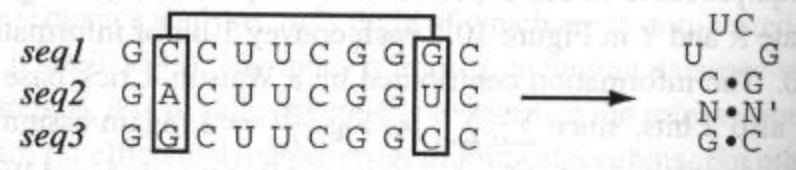 seq1 G C C U U C G G G C
seq2 G A C U U C G G U C
seq3 G G C U U C G G C C
UC
U G
C•G
N•N'
G•C